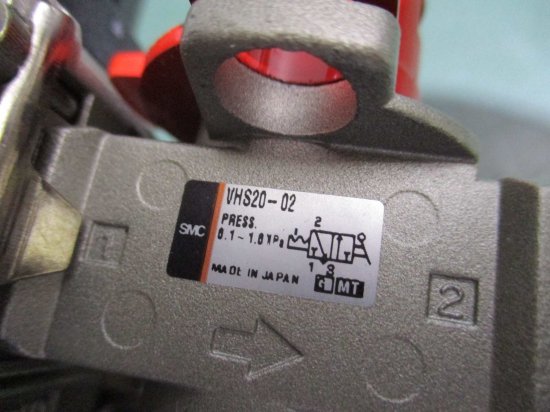 VHS20-02
PRESS.
0.1~1.0MPa
SMC
2
1 3
MADE IN JAPAN
G MT
1
2